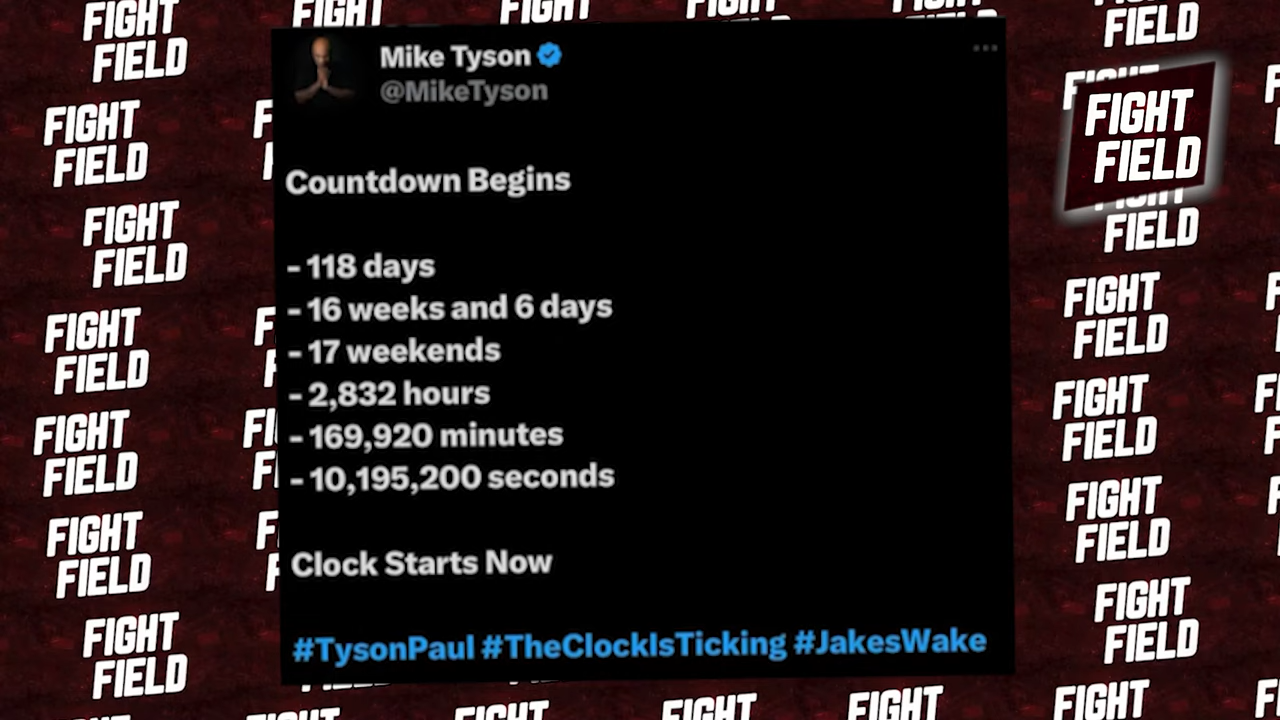 Mike Tyson
@MikeTyson
Countdown Begins
- 118 days
- 16 weeks and 6 days
- 17 weekends
- 2,832 hours
- 169,920 minutes
- 10,195,200 seconds
Clock Starts Now
#TysonPaul #TheClockIsTicking #JakesWake
FIGHT
FIELD